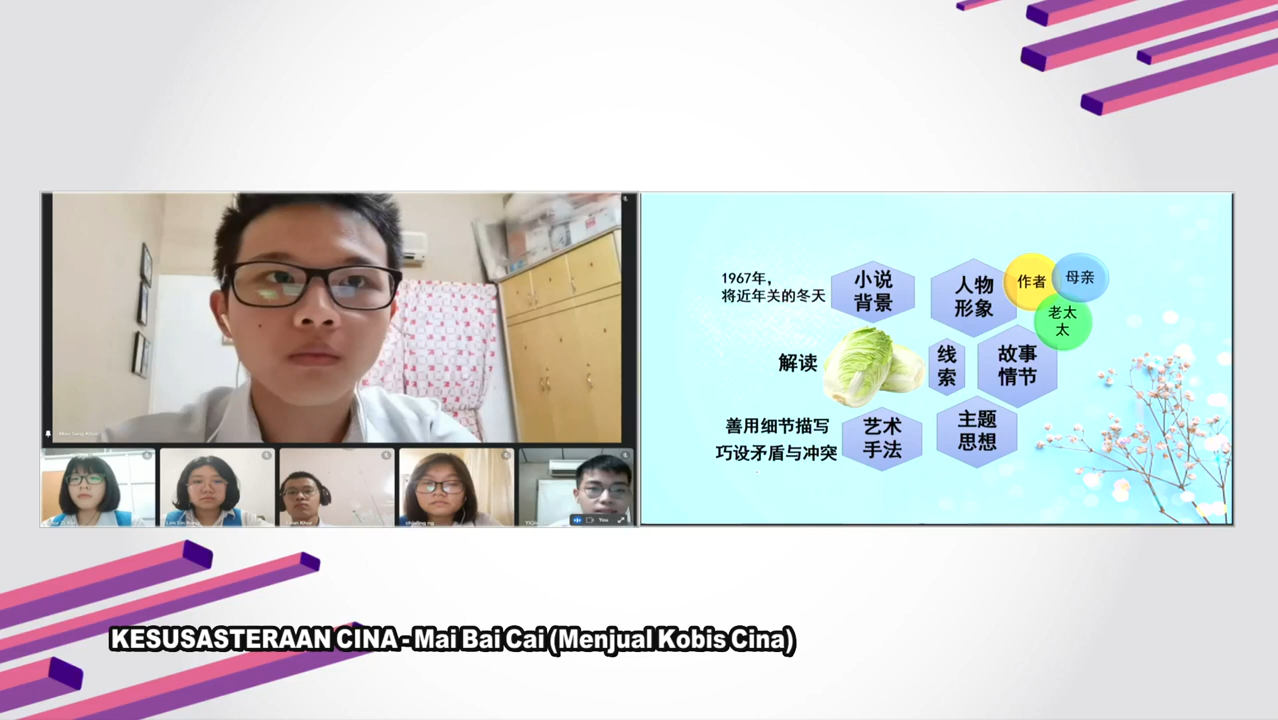 1967年，
将近年关的冬天
小说
背景
人物
形象
作者
母亲
老太
太
解读
线
索
故事
情节
善用细节描写
巧设矛盾与冲突
艺术
手法
主题
思想
You
KESUSASTERAAN CINA - Mai Bai Cai (Menjual Kobis Cina)